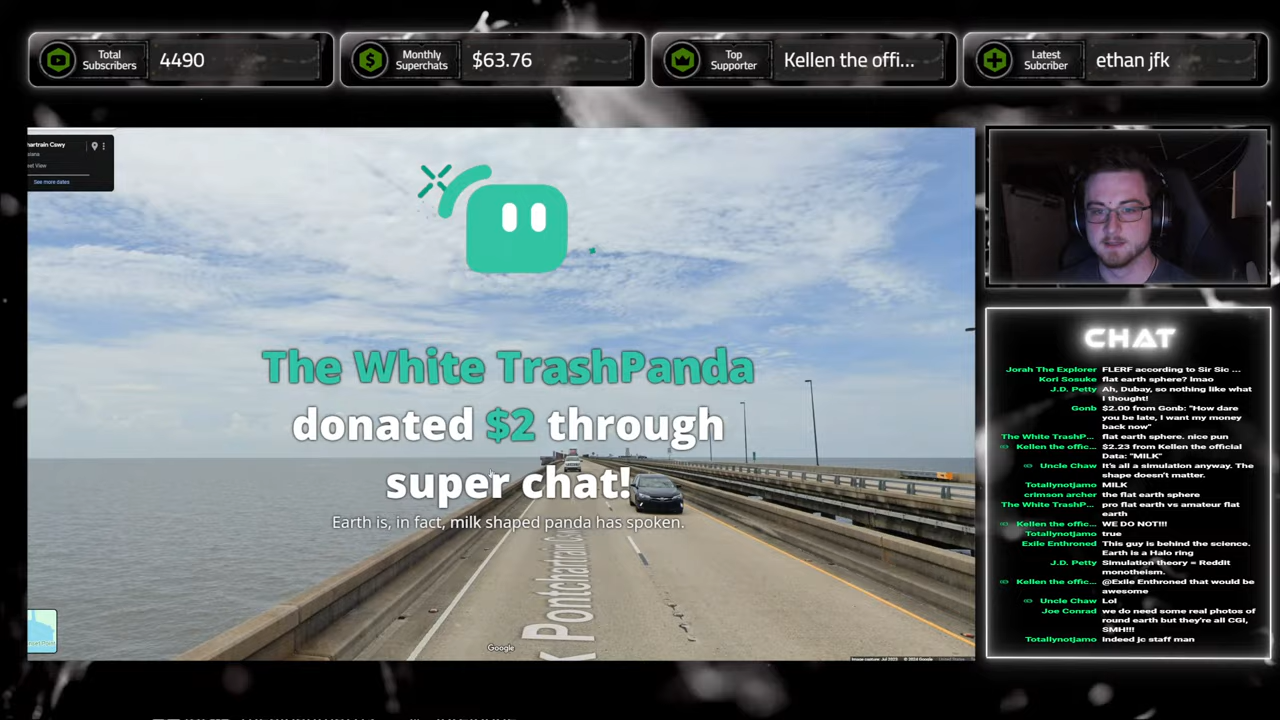 Total
Subscribers
4490
Monthly
Superchats
$63.76
Top
Supporter
Kellen the offi...
Latest
Subcriber
ethan jfk
hartrain Cswy
See more dates
The White TrashPanda
donated $2 through
super chat!
Earth is, in fact, milk shaped panda has spoken.
Pontchartrain
Google
CHAT
Jorah The Explorer FLERF according to Sir Sic ...
Kori Sosuke flat earth sphere? lmao
J.D. Petty Ah, Dubay, so nothing like what
I thought!
Gonb $2.00 from Gonb: "How dare
you be late, I want my money
back now"
The White TrashP... flat earth sphere. nice pun
Kellen the offic... $2.23 from Kellen the official
Data: "MILK"
Uncle Chaw It's all a simulation anyway. The
shape doesn't matter.
Totallynotjamo MILK
crimson archer the flat earth sphere
The White TrashP... pro flat earth vs amateur flat
earth
Kellen the offic... WE DO NOT!!!
Totallynotjamo true
Exile Enthroned This guy is behind the science.
Earth is a Halo ring
J.D. Petty Simulation theory = Reddit
monotheism.
Kellen the offic... @Exile Enthroned that would be
awesome
Uncle Chaw Lol
Joe Conrad we do need some real photos of
round earth but they're all CGI,
SMH!!!
Totallynotjamo indeed jc staff man